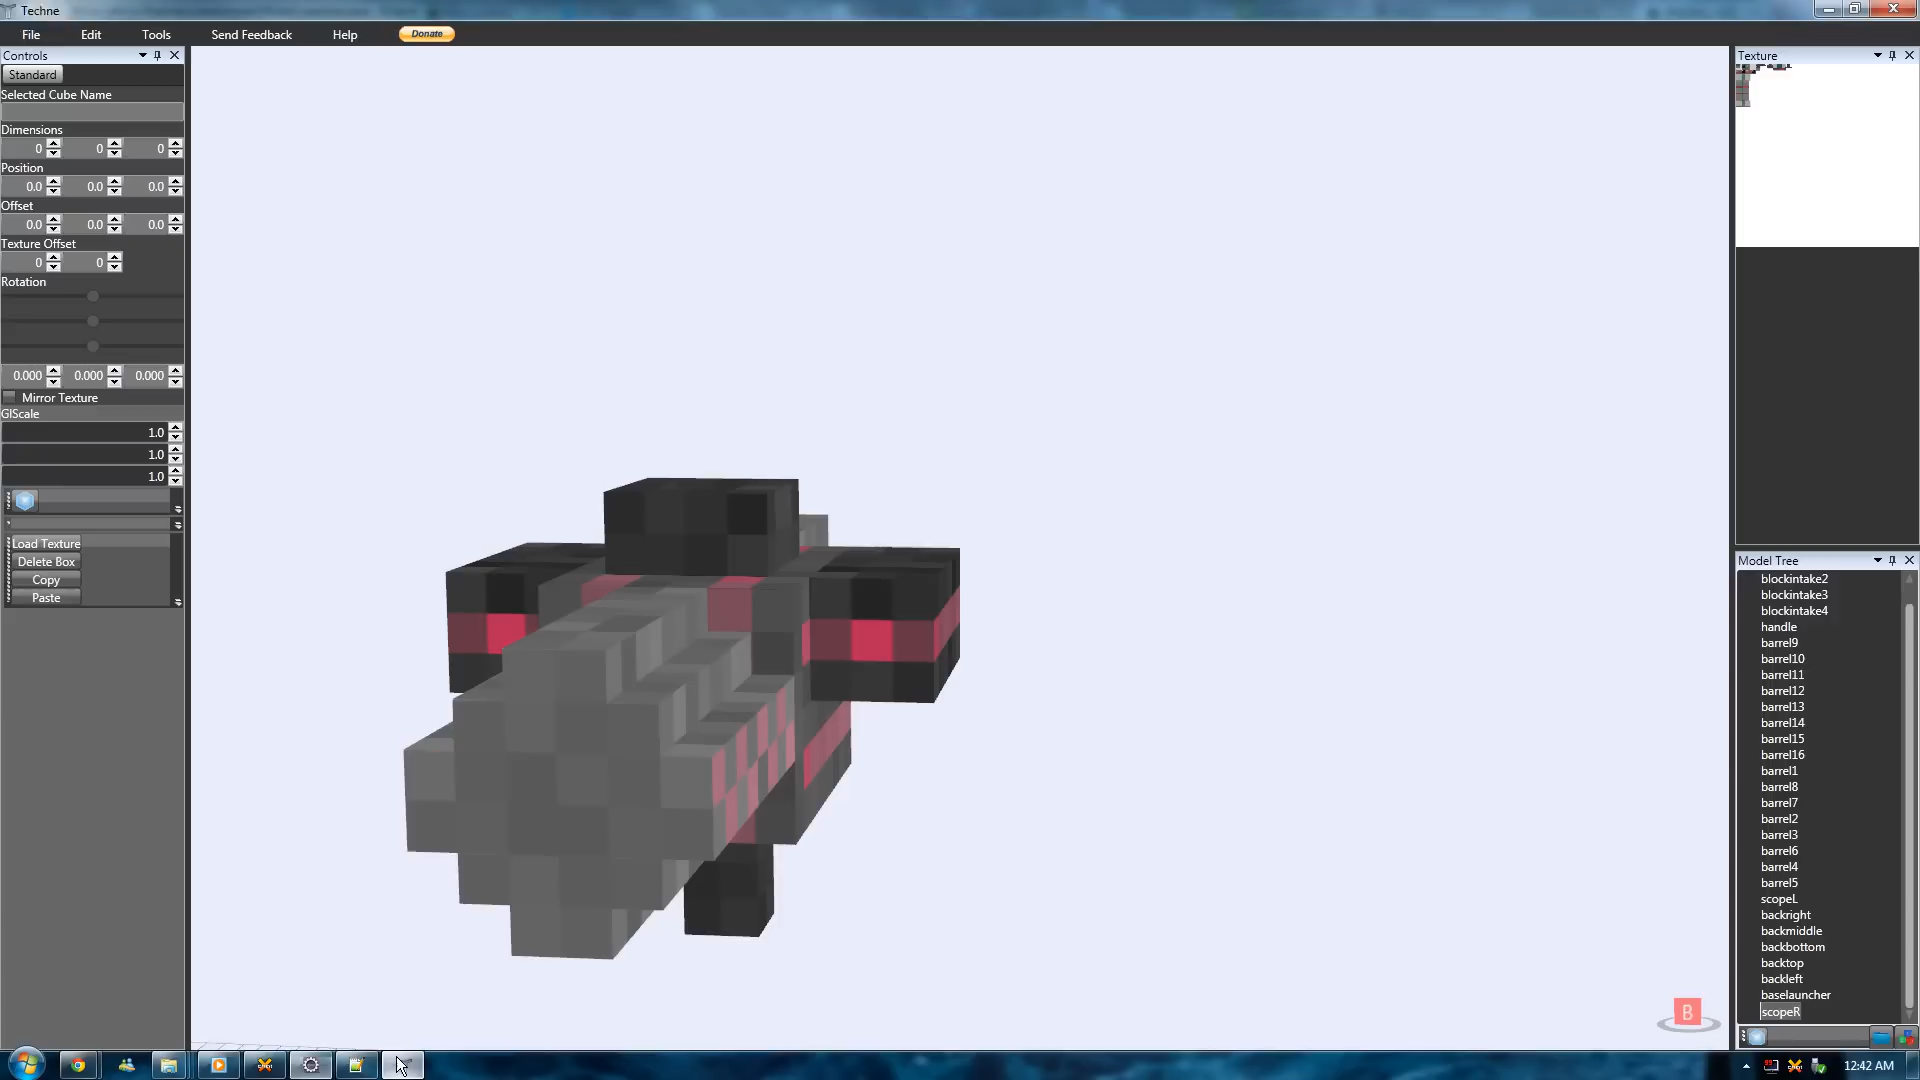 Techne
File Edit Tools Send Feedback Help Donate
Controls
Standard
Selected Cube Name
Dimensions
0 0 0
Position
0.0 0.0 0.0
Offset
0.0 0.0 0.0
Texture Offset
0 0
Rotation
0.000 0.000 0.000
Mirror Texture
GlScale
1.0
1.0
1.0
Load Texture
Delete Box
Copy
Paste
B
Texture
Model Tree
blockintake2
blockintake3
blockintake4
handle
barrel9
barrel10
barrel11
barrel12
barrel13
barrel14
barrel15
barrel16
barrel1
barrel8
barrel7
barrel2
barrel3
barrel6
barrel4
barrel5
scopeL
backright
backmiddle
backbottom
backtop
backleft
baselauncher
scopeR
12:42 AM